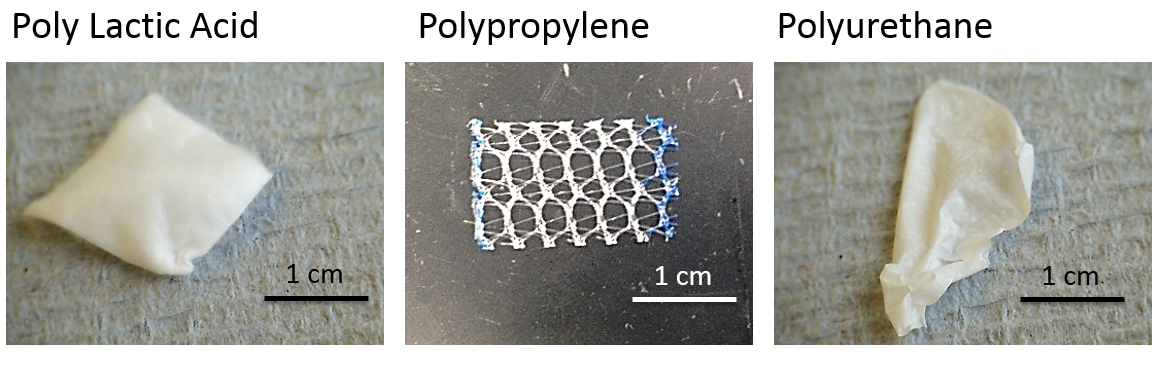 Poly Lactic Acid
Polypropylene
Polyurethane
1 cm
1 cm
1 cm